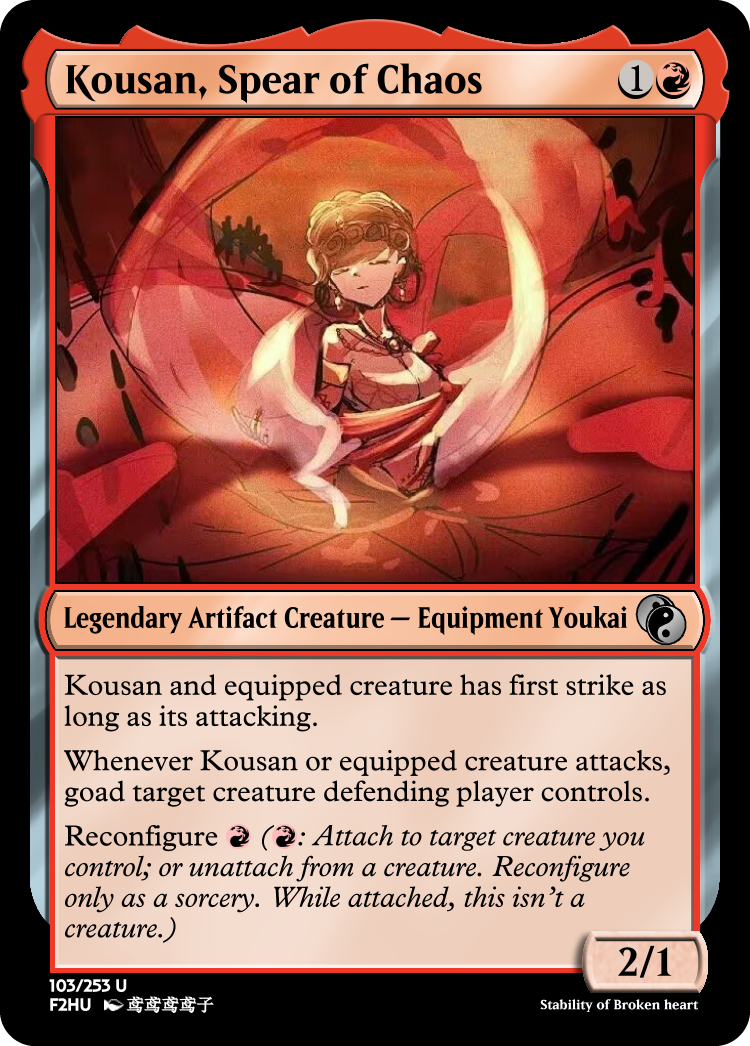 Kousan, Spear of Chaos 1
Legendary Artifact Creature — Equipment Youkai
Kousan and equipped creature has first strike as
long as its attacking.
Whenever Kousan or equipped creature attacks,
goad target creature defending player controls.
Reconfigure (: Attach to target creature you
control; or unattach from a creature. Reconfigure
only as a sorcery. While attached, this isn't a
creature.)
2/1
103/253 U
F2HU 鸢鸢鸢鸢子
Stability of Broken heart